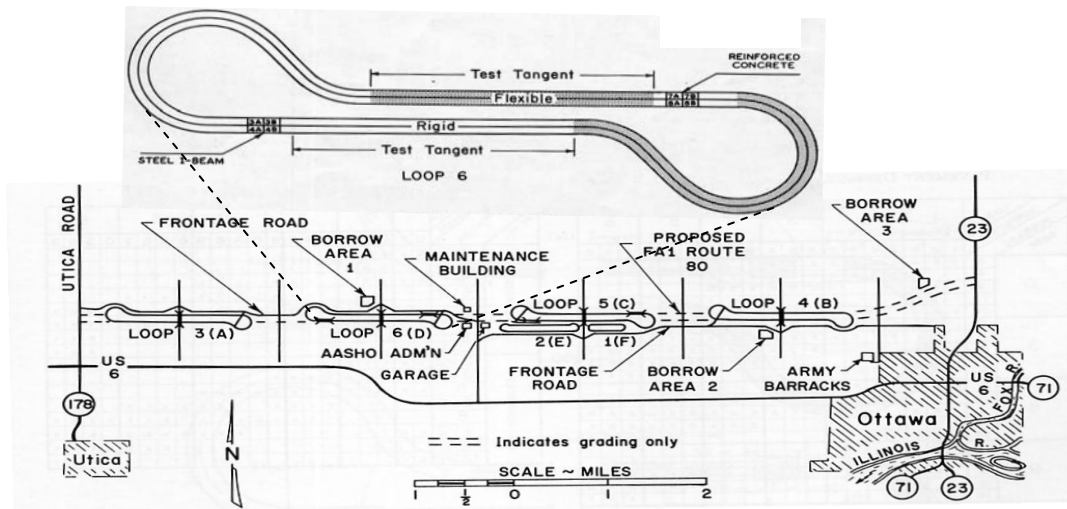 REINFORCED
CONCRETE
Test Tangent
7A 7B
8A 8B
Flexible
3A 3B
4A 4B
Rigid
Test Tangent
STEEL I-BEAM
LOOP 6
UTICA ROAD
FRONTAGE ROAD
BORROW
AREA
1
MAINTENANCE
BUILDING
PROPOSED
FA1 ROUTE
80
BORROW
AREA
3
23
LOOP 3(A)
LOOP 6(D)
LOOP 5(C)
LOOP 4(B)
2(E) 1(F)
AASHO ADM'N
GARAGE
FRONTAGE
ROAD
BORROW
AREA 2
ARMY
BARRACKS
US
6
US
6
71
178
Utica
N
Indicates grading only
SCALE ~ MILES
1 1/2 0 1 2
Ottawa
FOX R.
ILLINOIS R.
71
23